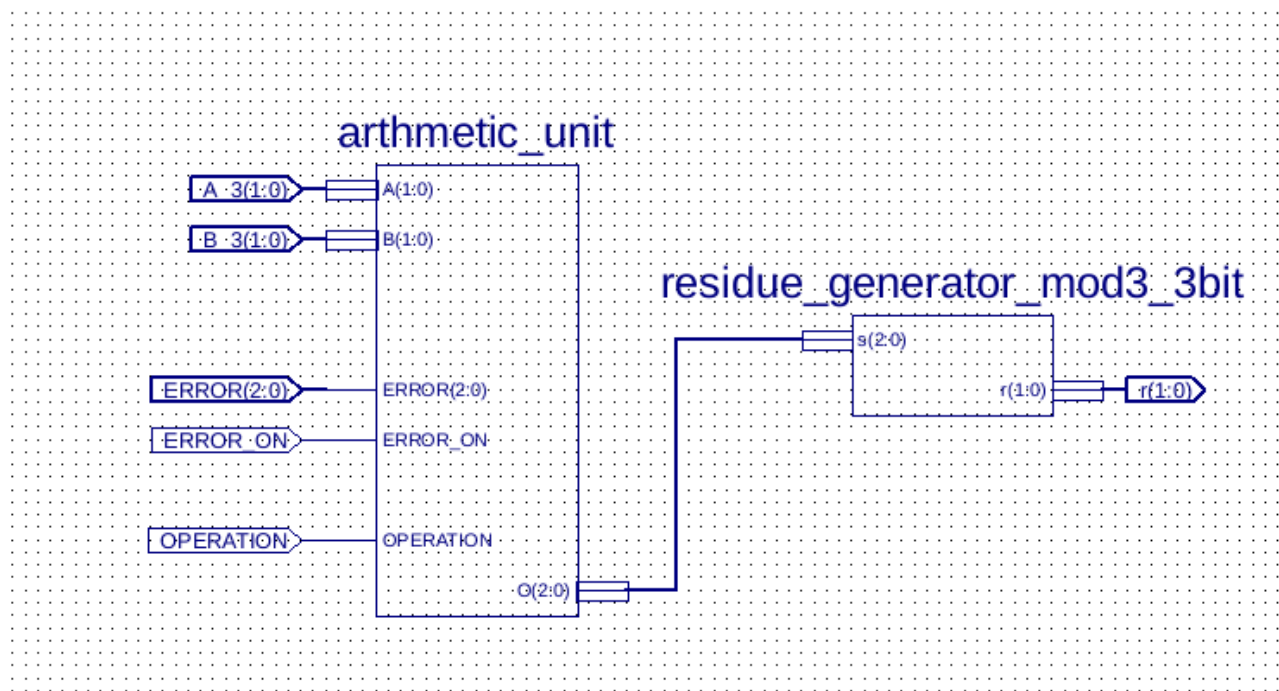 arthmetic_unit
A_3(1:0) A(1:0)
B_3(1:0) B(1:0)
residue_generator_mod3_3bit
s(2:0)
ERROR(2:0) ERROR(2:0) r(1:0) r(1:0)
ERROR_ON ERROR_ON
OPERATION OPERATION
O(2:0)